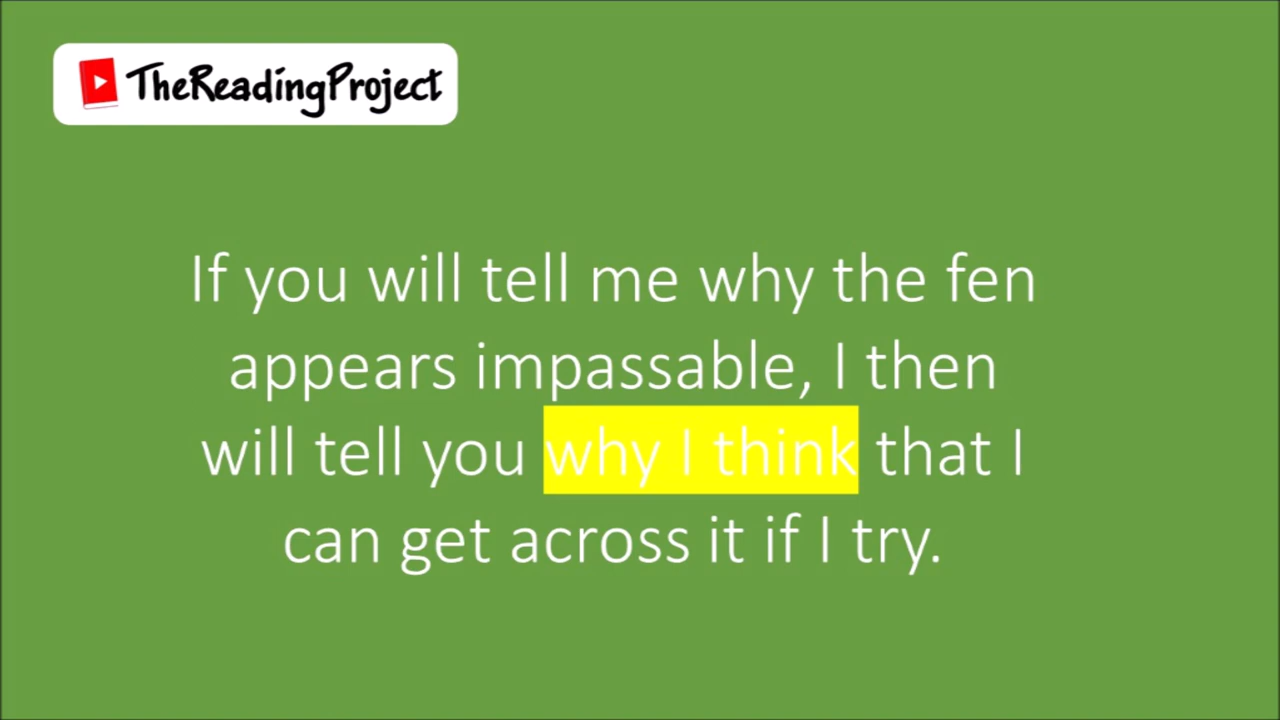 TheReadingProject
If you will tell me why the fen
appears impassable, I then
will tell you why I think that I
can get across it if I try.